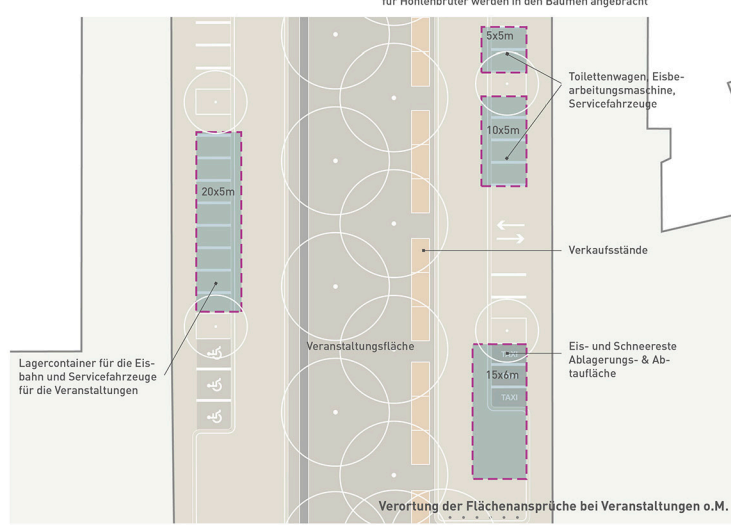 für Höhlenbrüter werden in den Bäumen angebracht
5x5m
Toilettenwagen, Eisbe-
arbeitungsmaschine,
Servicefahrzeuge
10x5m
20x5m
Verkaufsstände
Veranstaltungsfläche
Eis- und Schneereste
Ablagerungs- & Ab-
taufläche
TAXI
15x6m
TAXI
Lagercontainer für die Eis-
bahn und Servicefahrzeuge
für die Veranstaltungen
Verortung der Flächenansprüche bei Veranstaltungen o.M.